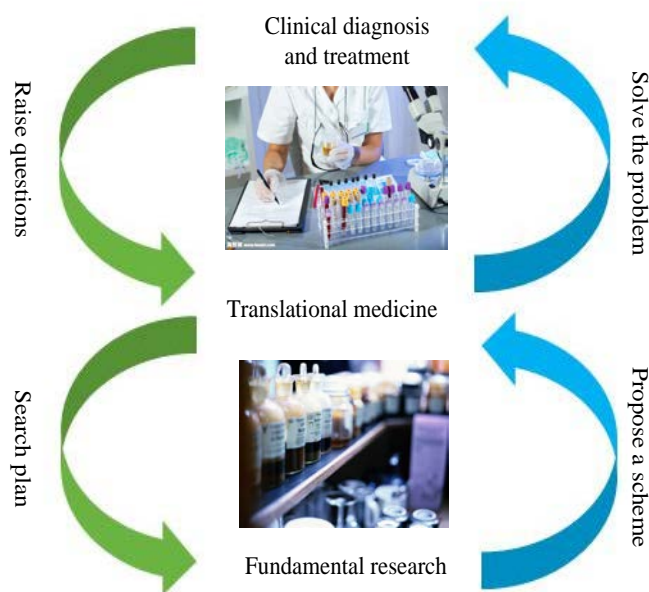 Clinical diagnosis
and treatment
Raise questions
Solve the problem
Translational medicine
Search plan
Propose a scheme
Fundamental research